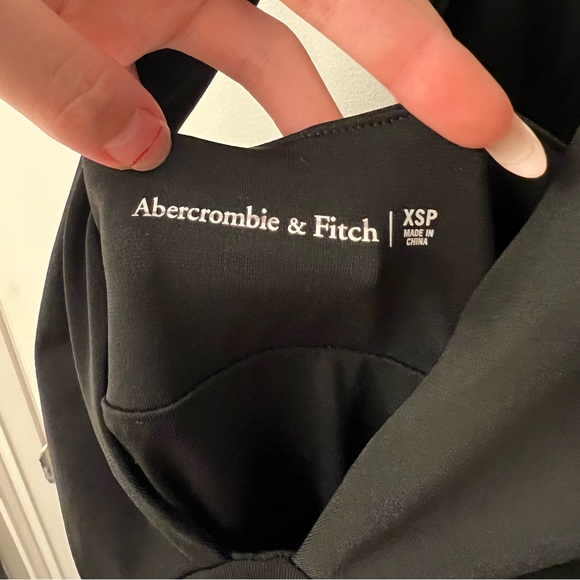 Abercrombie & Fitch | XSP
MADE IN
CHINA